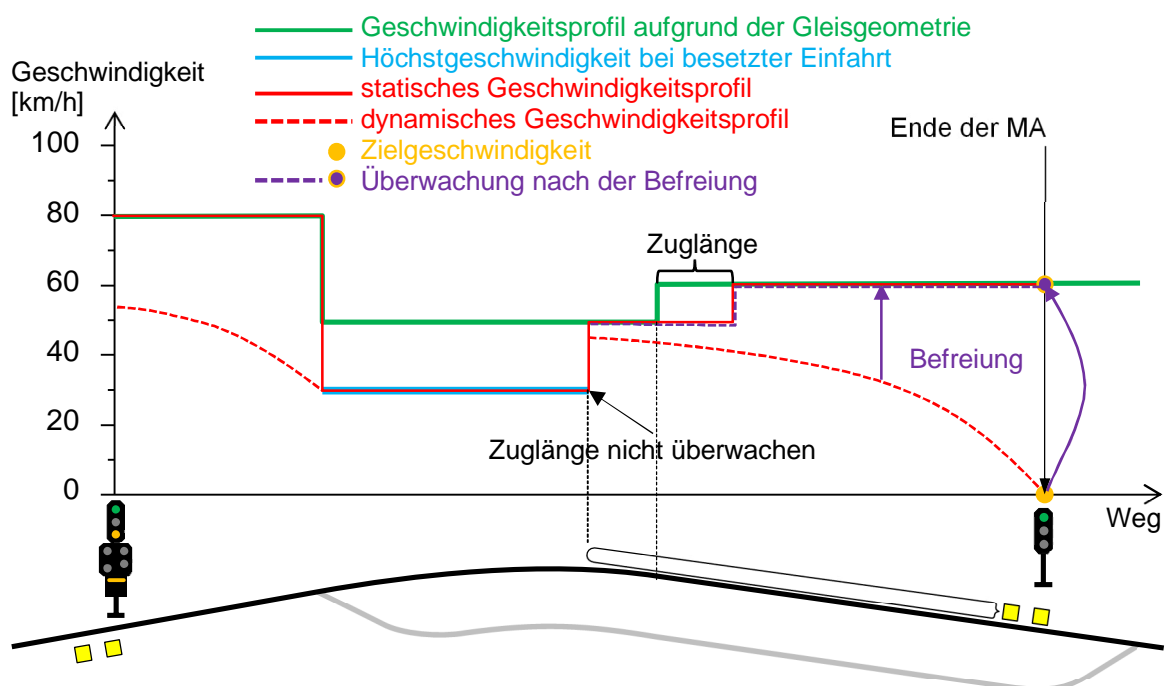 Geschwindigkeitsprofil aufgrund der Gleisgeometrie
Höchstgeschwindigkeit bei besetzter Einfahrt
statisches Geschwindigkeitsprofil
dynamisches Geschwindigkeitsprofil
Zielgeschwindigkeit
Überwachung nach der Befreiung
Geschwindigkeit
[km/h]
Ende der MA
100
80
60
40
20
0
Zuglänge
Befreiung
Zuglänge nicht überwachen
Weg